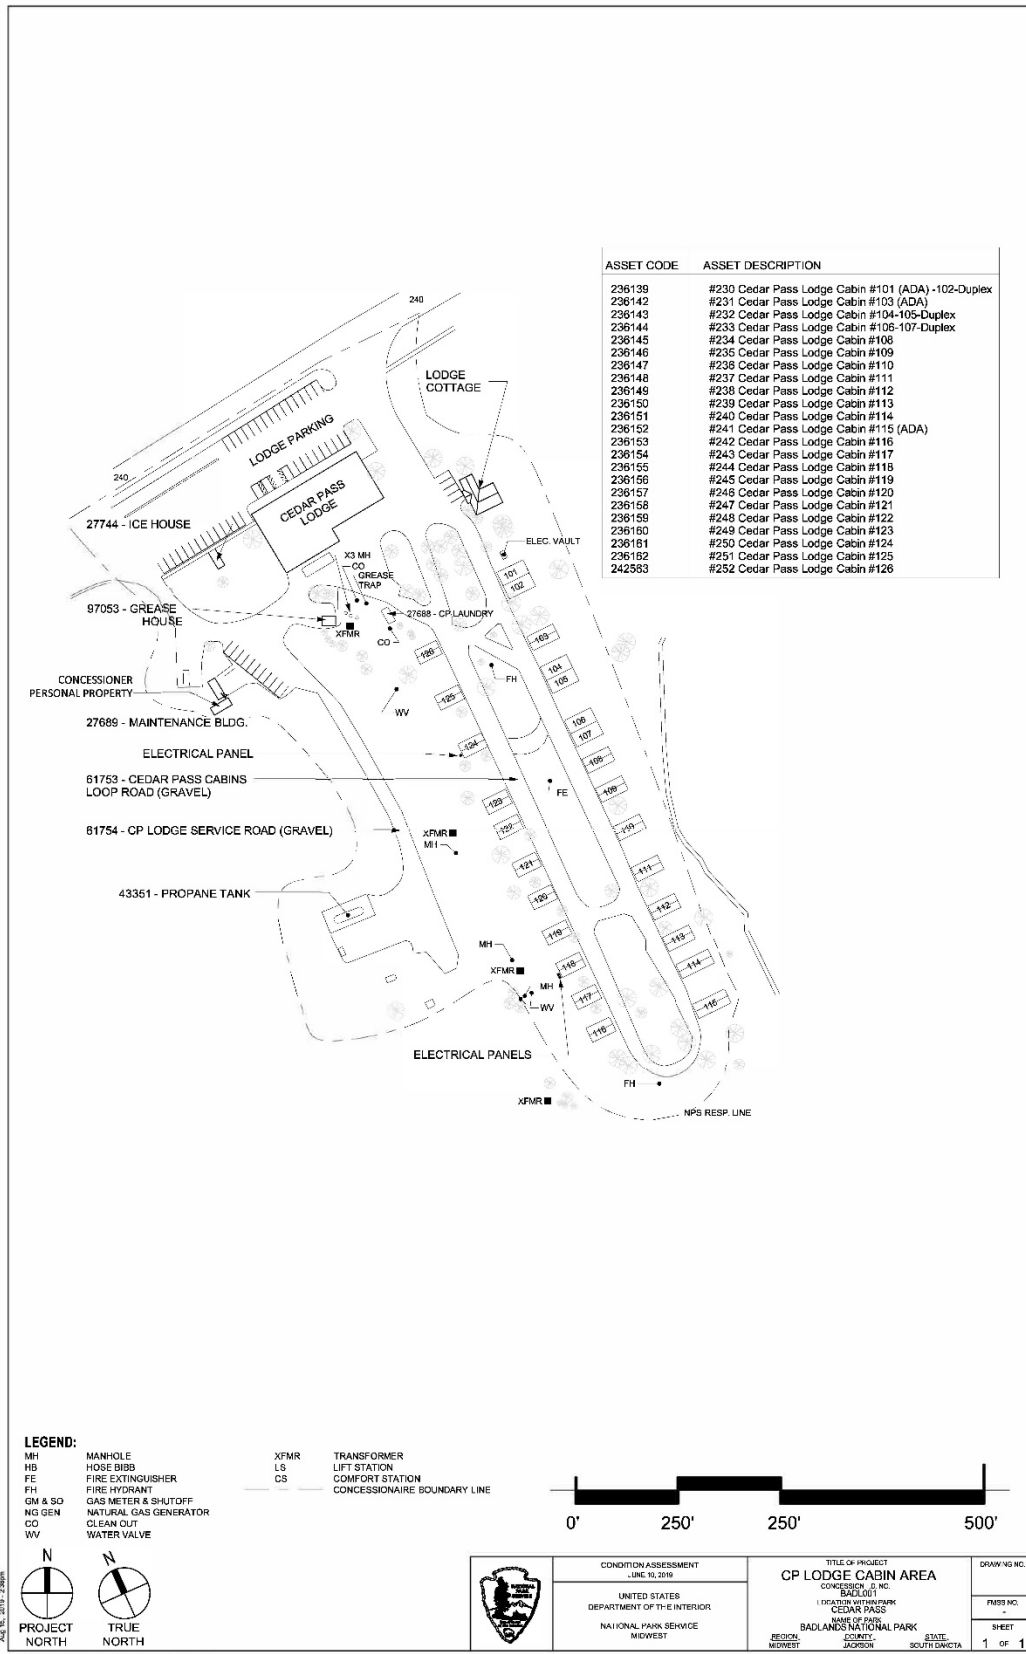 ASSET CODE ASSET DESCRIPTION
236139 #230 Cedar Pass Lodge Cabin #101 (ADA) -102-Duplex
236142 #231 Cedar Pass Lodge Cabin #103 (ADA)
236143 #232 Cedar Pass Lodge Cabin #104-105-Duplex
236144 #233 Cedar Pass Lodge Cabin #106-107-Duplex
236145 #234 Cedar Pass Lodge Cabin #108
236146 #235 Cedar Pass Lodge Cabin #109
236147 #236 Cedar Pass Lodge Cabin #110
236148 #237 Cedar Pass Lodge Cabin #111
236149 #238 Cedar Pass Lodge Cabin #112
236150 #239 Cedar Pass Lodge Cabin #113
236151 #240 Cedar Pass Lodge Cabin #114
236152 #241 Cedar Pass Lodge Cabin #115 (ADA)
236153 #242 Cedar Pass Lodge Cabin #116
236154 #243 Cedar Pass Lodge Cabin #117
236155 #244 Cedar Pass Lodge Cabin #118
236156 #245 Cedar Pass Lodge Cabin #119
236157 #246 Cedar Pass Lodge Cabin #120
236158 #247 Cedar Pass Lodge Cabin #121
236159 #248 Cedar Pass Lodge Cabin #122
236160 #249 Cedar Pass Lodge Cabin #123
236161 #250 Cedar Pass Lodge Cabin #124
236162 #251 Cedar Pass Lodge Cabin #125
242563 #252 Cedar Pass Lodge Cabin #126
240
LODGE
COTTAGE
LODGE PARKING
240
CEDAR PASS
LODGE
27744 - ICE HOUSE
ELEC. VAULT
X3 MH
CO
GREASE
TRAP
101
102
97053 - GREASE
HOUSE
27688 - CP LAUNDRY
XFMR
CO
103
126
104
105
FH
CONCESSIONER
PERSONAL PROPERTY
125
WV
27689 - MAINTENANCE BLDG.
106
107
124
ELECTRICAL PANEL
108
61753 - CEDAR PASS CABINS
LOOP ROAD (GRAVEL)
FE
109
123
122
110
61754 - CP LODGE SERVICE ROAD (GRAVEL)
XFMR
MH
121
111
43351 - PROPANE TANK
120
112
119
113
MH
XFMR
118
114
MH
117
WV
115
116
ELECTRICAL PANELS
FH
XFMR
NPS RESP. LINE
LEGEND:
MH MANHOLE
HB HOSE BIBB
FE FIRE EXTINGUISHER
FH FIRE HYDRANT
GM & SO GAS METER & SHUTOFF
NG GEN NATURAL GAS GENERATOR
CO CLEAN OUT
WV WATER VALVE
XFMR TRANSFORMER
LS LIFT STATION
CS COMFORT STATION
CONCESSIONAIRE BOUNDARY LINE
0' 250' 250' 500'
N
PROJECT
NORTH
N
TRUE
NORTH
NATIONAL
PARK
SERVICE
CONDITION ASSESSMENT
JUNE 10, 2019
UNITED STATES
DEPARTMENT OF THE INTERIOR
NATIONAL PARK SERVICE
MIDWEST
TITLE OF PROJECT
CP LODGE CABIN AREA
CONCESSION I.D. NO.
BADL001
LOCATION WITHIN PARK
CEDAR PASS
NAME OF PARK
BADLANDS NATIONAL PARK
REGION COUNTY STATE
MIDWEST JACKSON SOUTH DAKOTA
DRAWING NO.
FMSS NO.
-
SHEET
1 OF 1